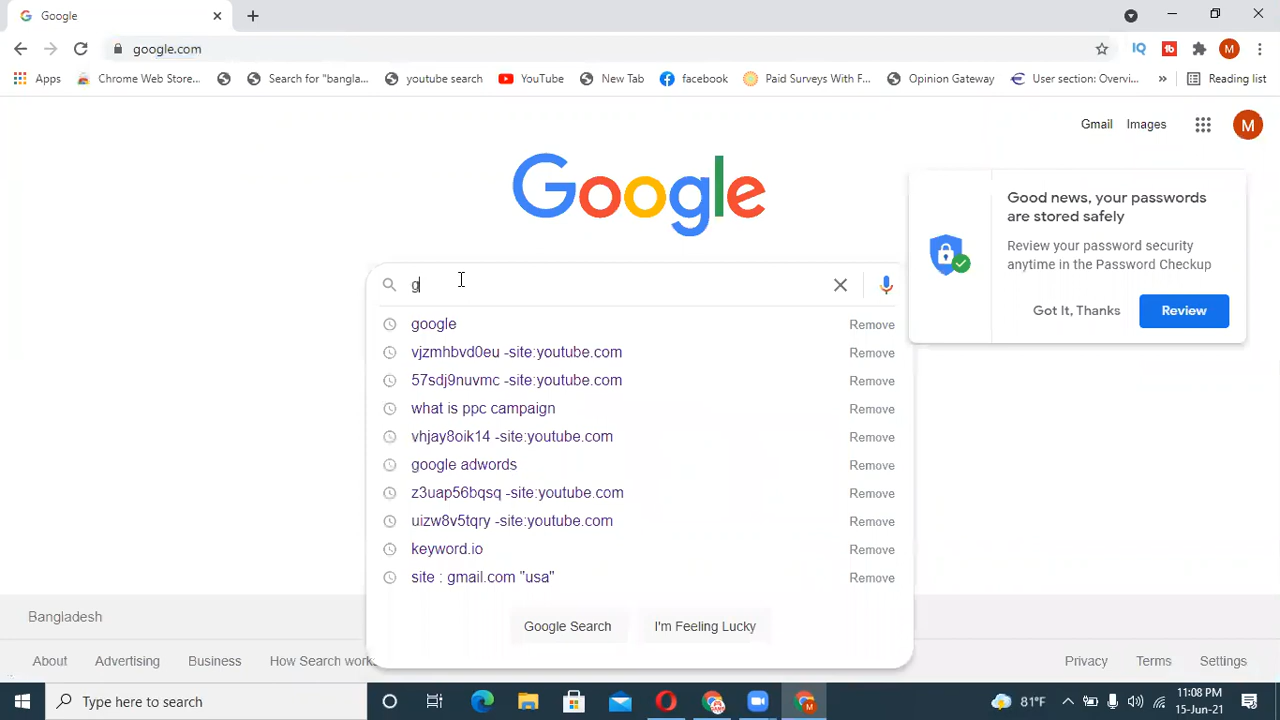 Google
google.com
Apps
Chrome Web Store...
Search for "bangla...
youtube search
YouTube
New Tab
facebook
Paid Surveys With F...
Opinion Gateway
User section: Overvi...
»
Reading list
IQ
M
Gmail
Images
M
Google
Good news, your passwords
are stored safely
Review your password security
anytime in the Password Checkup
Got It, Thanks
Review
g
google
Remove
vjzmhbvd0eu -site:youtube.com
Remove
57sdj9nuvmc -site:youtube.com
Remove
what is ppc campaign
Remove
vhjay8oik14 -site:youtube.com
Remove
google adwords
Remove
z3uap56bqsq -site:youtube.com
Remove
uizw8v5tqry -site:youtube.com
Remove
keyword.io
Remove
site : gmail.com "usa"
Remove
Google Search
I'm Feeling Lucky
Bangladesh
About
Advertising
Business
How Search works
Privacy
Terms
Settings
Type here to search
81°F
11:08 PM
15-Jun-21